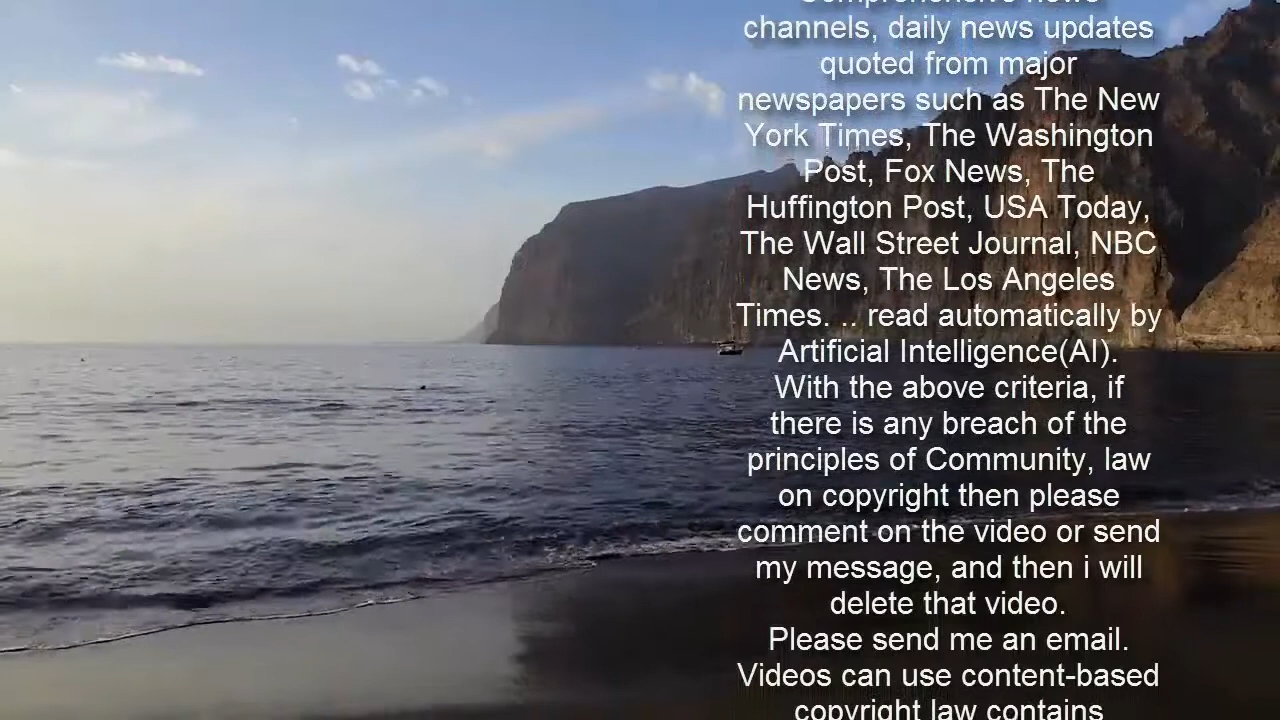 Comprehensive news
channels, daily news updates
quoted from major
newspapers such as The New
York Times, The Washington
Post, Fox News, The
Huffington Post, USA Today,
The Wall Street Journal, NBC
News, The Los Angeles
Times. .. read automatically by
Artificial Intelligence(AI).
With the above criteria, if
there is any breach of the
principles of Community, law
on copyright then please
comment on the video or send
my message, and then i will
delete that video.
Please send me an email.
Videos can use content-based
copyright law contains